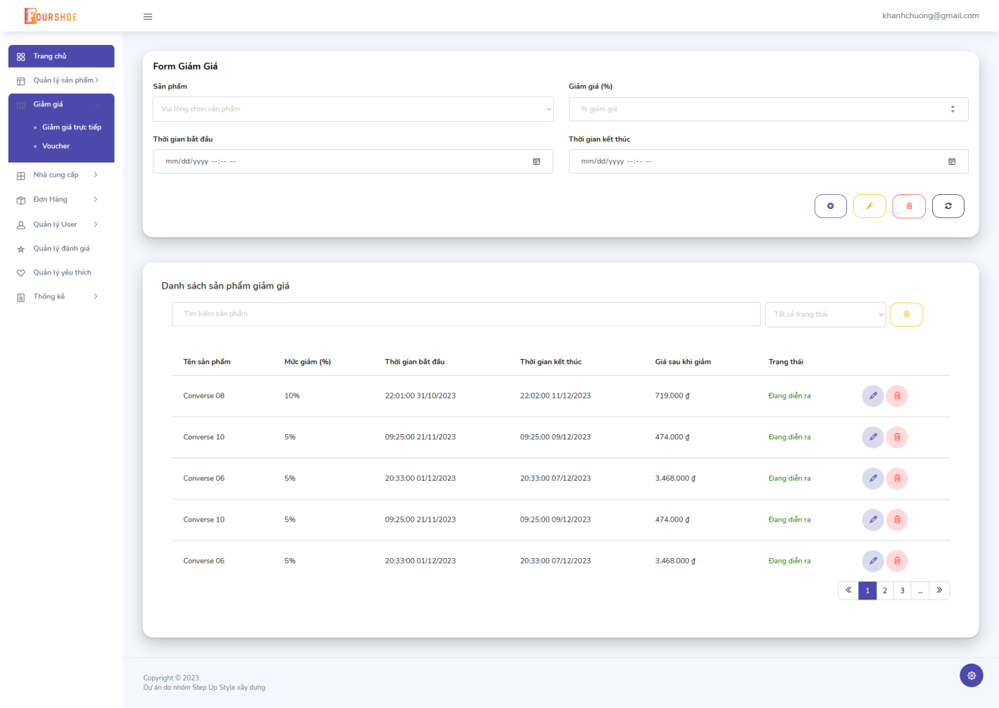 FOURSHOE
khanhchuong@gmail.com
Trang chủ
Quản lý sản phẩm
Giảm giá
Giảm giá trực tiếp
Voucher
Nhà cung cấp
Đơn Hàng
Quản lý User
Quản lý đánh giá
Quản lý yêu thích
Thống kê
Form Giảm Giá
Sản phẩm
Giảm giá (%)
Vui lòng chọn sản phẩm
% giảm giá
Thời gian bắt đầu
Thời gian kết thúc
mm/dd/yyyy --:-- --
mm/dd/yyyy --:-- --
Danh sách sản phẩm giảm giá
Tìm kiếm sản phẩm
Tất cả trạng thái
Tên sản phẩm Mức giảm (%) Thời gian bắt đầu Thời gian kết thúc Giá sau khi giảm Trạng thái
Converse 08 10% 22:01:00 31/10/2023 22:02:00 11/12/2023 719.000 ₫ Đang diễn ra
Converse 10 5% 09:25:00 21/11/2023 09:25:00 09/12/2023 474.000 ₫ Đang diễn ra
Converse 06 5% 20:33:00 01/12/2023 20:33:00 07/12/2023 3.468.000 ₫ Đang diễn ra
Converse 10 5% 09:25:00 21/11/2023 09:25:00 09/12/2023 474.000 ₫ Đang diễn ra
Converse 06 5% 20:33:00 01/12/2023 20:33:00 07/12/2023 3.468.000 ₫ Đang diễn ra
« 1 2 3 ... »
Copyright © 2023.
Dự án do nhóm Step Up Style xây dựng